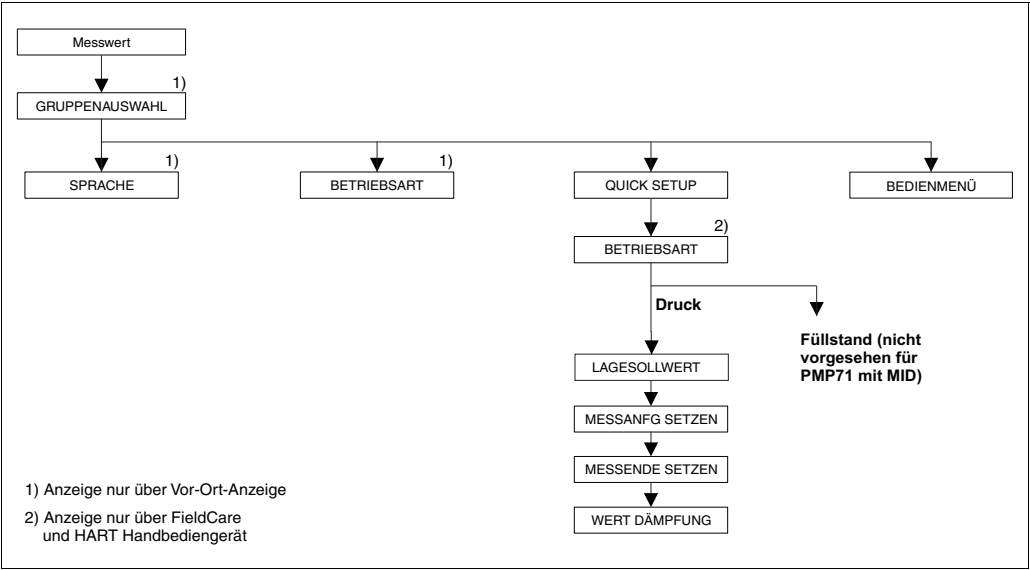 Messwert
1)
GRUPPENAUSWAHL
1)
1)
SPRACHE
BETRIEBSART
QUICK SETUP
BEDIENMENÜ
2)
BETRIEBSART
Druck
Füllstand (nicht
vorgesehen für
PMP71 mit MID)
LAGESOLLWERT
MESSANFG SETZEN
MESSENDE SETZEN
WERT DÄMPFUNG
1) Anzeige nur über Vor-Ort-Anzeige
2) Anzeige nur über FieldCare
und HART Handbediengerät